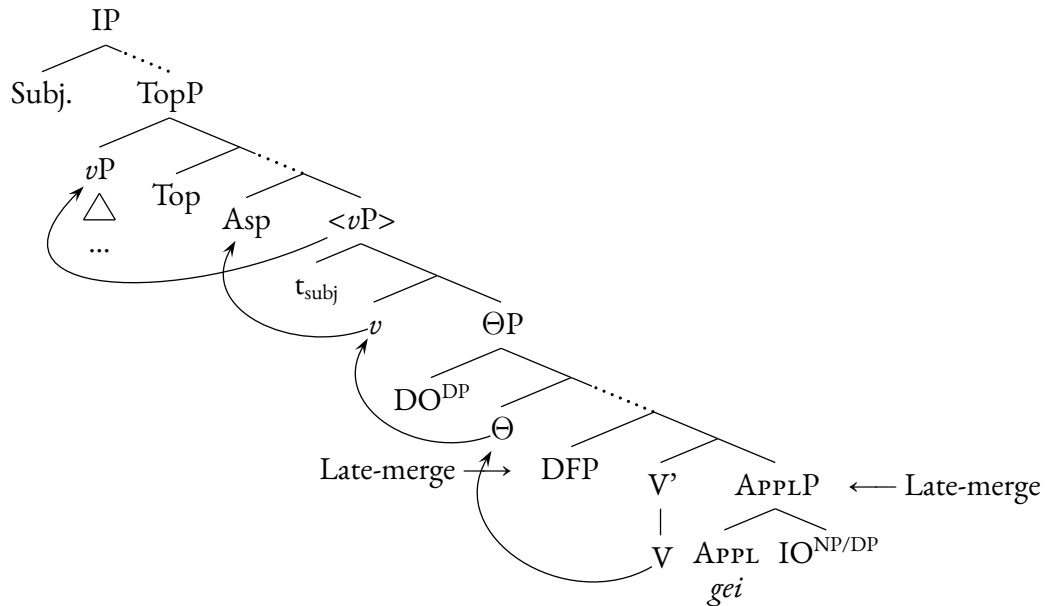 IP
Subj. TopP
vP Top
... Asp <vP>
t_subj
v ΘP
DO^DP
Θ
Late-merge → DFP V' APPLP ← Late-merge
V APPL IO^NP/DP
gei